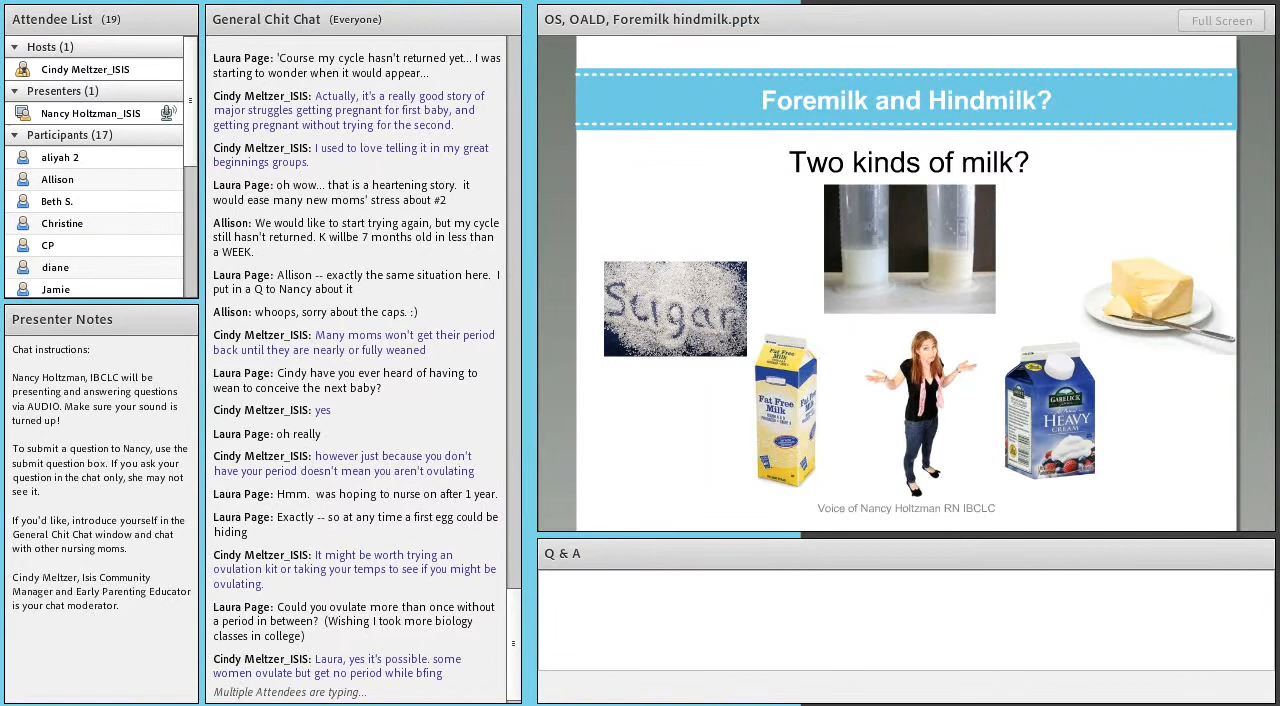 Attendee List (19)
Hosts (1)
Cindy Meltzer_ISIS
Presenters (1)
Nancy Holtzman_ISIS
Participants (17)
aliyah 2
Allison
Beth S.
Christine
CP
diane
Jamie
Presenter Notes
Chat instructions:
Nancy Holtzman, IBCLC will be
presenting and answering questions
via AUDIO. Make sure your sound is
turned up!
To submit a question to Nancy, use the
submit question box. If you ask your
question in the chat only, she may not
see it.
If you'd like, introduce yourself in the
General Chit Chat window and chat
with other nursing moms.
Cindy Meltzer, Isis Community
Manager and Early Parenting Educator
is your chat moderator.
General Chit Chat (Everyone)
Laura Page: 'Course my cycle hasn't returned yet... I was
starting to wonder when it would appear...
Cindy Meltzer_ISIS: Actually, it's a really good story of
major struggles getting pregnant for first baby, and
getting pregnant without trying for the second.
Cindy Meltzer_ISIS: I used to love telling it in my great
beginnings groups.
Laura Page: oh wow... that is a heartening story. it
would ease many new moms' stress about #2
Allison: We would like to start trying again, but my cycle
still hasn't returned. K willbe 7 months old in less than
a WEEK.
Laura Page: Allison -- exactly the same situation here. I
put in a Q to Nancy about it
Allison: whoops, sorry about the caps. :)
Cindy Meltzer_ISIS: Many moms won't get their period
back until they are nearly or fully weaned
Laura Page: Cindy have you ever heard of having to
wean to conceive the next baby?
Cindy Meltzer_ISIS: yes
Laura Page: oh really
Cindy Meltzer_ISIS: however just because you don't
have your period doesn't mean you aren't ovulating
Laura Page: Hmm. was hoping to nurse on after 1 year.
Laura Page: Exactly -- so at any time a first egg could be
hiding
Cindy Meltzer_ISIS: It might be worth trying an
ovulation kit or taking your temps to see if you might be
ovulating.
Laura Page: Could you ovulate more than once without
a period in between? (Wishing I took more biology
classes in college)
Cindy Meltzer_ISIS: Laura, yes it's possible. some
women ovulate but get no period while bfing
Multiple Attendees are typing...
OS, OALD, Foremilk hindmilk.pptx
Full Screen
Foremilk and Hindmilk?
Two kinds of milk?
Sugar
Fat Free
Milk
Fat Free
Milk
GARELICK
HEAVY
CREAM
Voice of Nancy Holtzman RN IBCLC
Q & A